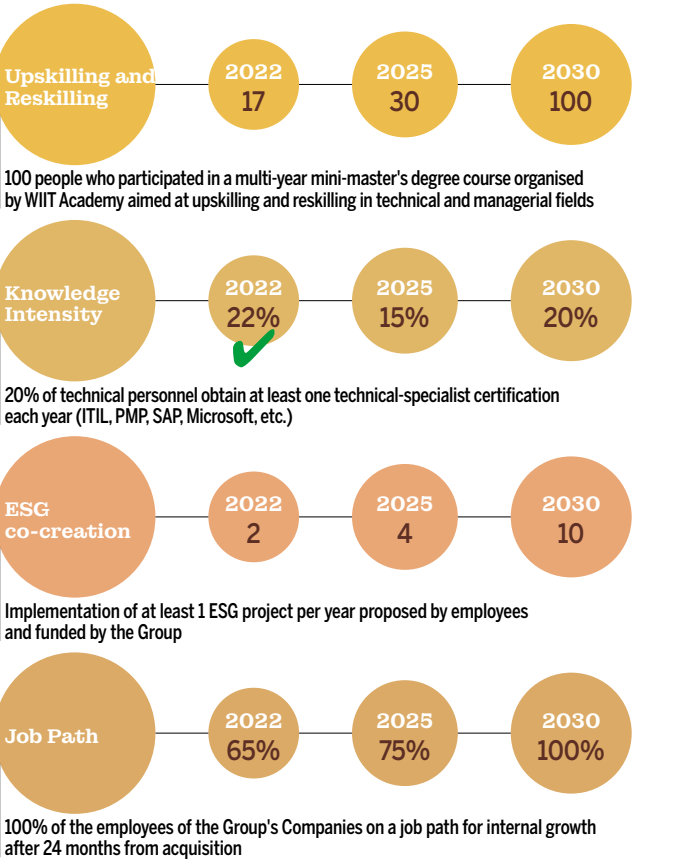 Upskilling and
Reskilling
2022
17
2025
30
2030
100
100 people who participated in a multi-year mini-master's degree course organised
by WIIT Academy aimed at upskilling and reskilling in technical and managerial fields
Knowledge
Intensity
2022
22%
2025
15%
2030
20%
20% of technical personnel obtain at least one technical-specialist certification
each year (ITIL, PMP, SAP, Microsoft, etc.)
ESG
co-creation
2022
2
2025
4
2030
10
Implementation of at least 1 ESG project per year proposed by employees
and funded by the Group
Job Path
2022
65%
2025
75%
2030
100%
100% of the employees of the Group's Companies on a job path for internal growth
after 24 months from acquisition